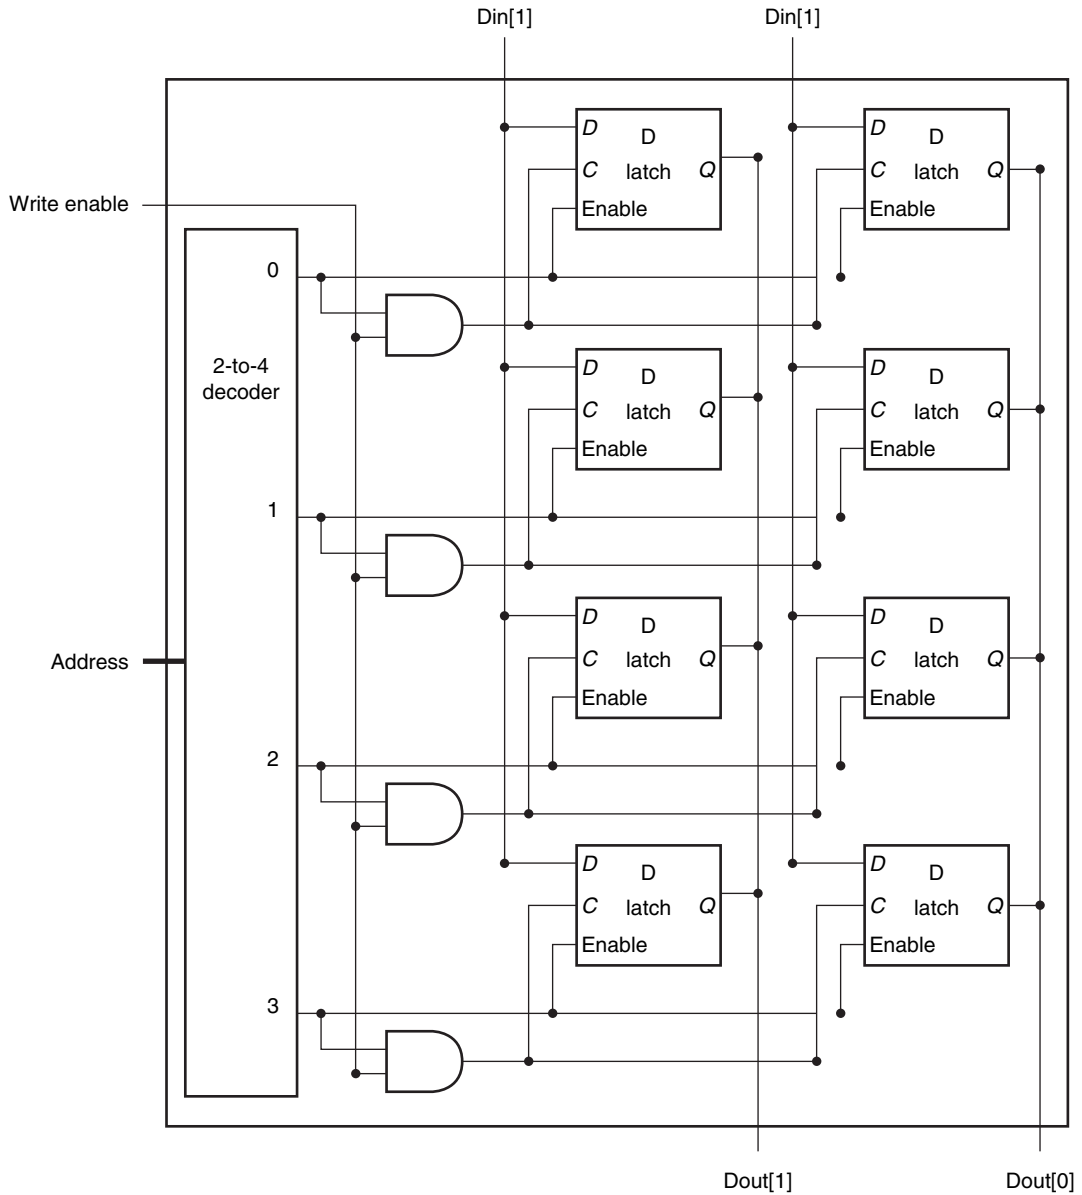 Din[1]
Din[1]
D
D
C
latch
Q
Enable
D
D
C
latch
Q
Enable
Write enable
0
2-to-4
decoder
D
D
C
latch
Q
Enable
D
D
C
latch
Q
Enable
1
D
D
C
latch
Q
Enable
D
D
C
latch
Q
Enable
Address
2
D
D
C
latch
Q
Enable
D
D
C
latch
Q
Enable
3
Dout[1]
Dout[0]